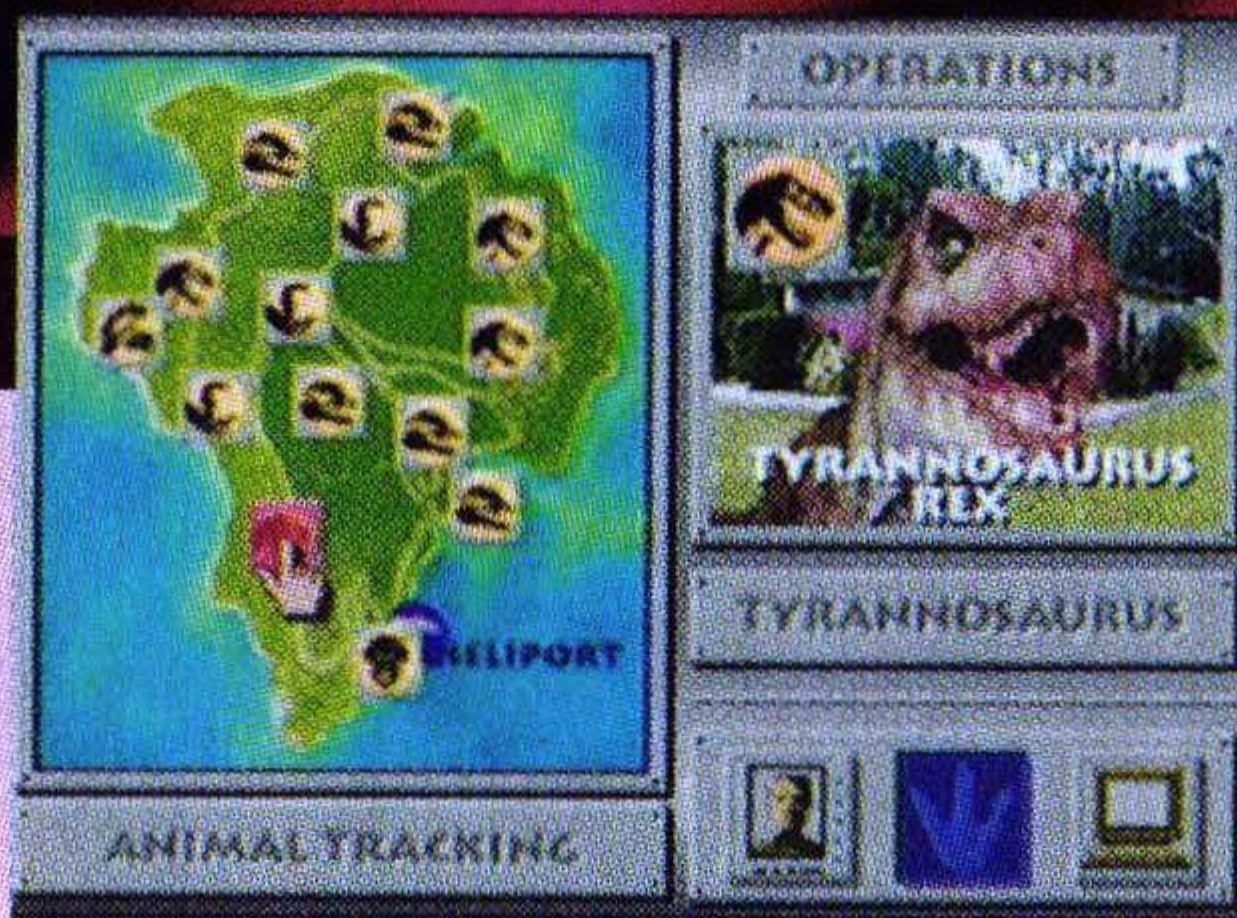 OPERATIONS
TYRANNOSAURUS
REX
HELIPORT
TYRANNOSAURUS
ANIMAL TRACKING